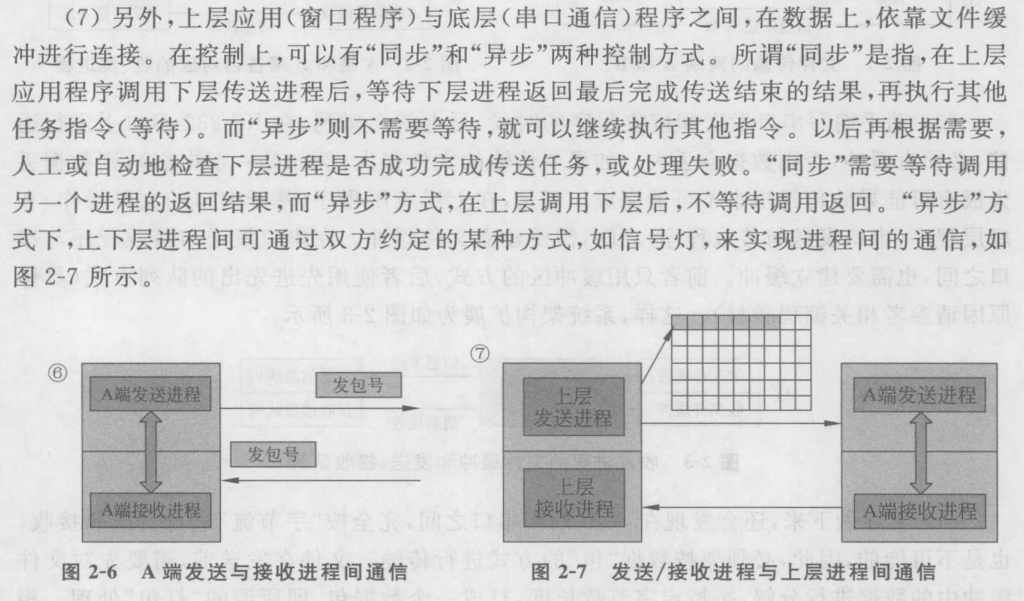 (7) 另外,上层应用(窗口程序)与底层(串口通信)程序之间,在数据上,依靠文件缓
冲进行连接。在控制上,可以有“同步”和“异步”两种控制方式。所谓“同步”是指,在上层
应用程序调用下层传送进程后,等待下层进程返回最后完成传送结束的结果,再执行其他
任务指令(等待)。而“异步”则不需要等待,就可以继续执行其他指令。以后再根据需要,
人工或自动地检查下层进程是否成功完成传送任务,或处理失败。“同步”需要等待调用
另一个进程的返回结果,而“异步”方式,在上层调用下层后,不等待调用返回。“异步”方
式下,上下层进程间可通过双方约定的某种方式,如信号灯,来实现进程间的通信,如
图 2-7 所示。
⑥
A端发送进程
发包号
发包号
A端接收进程
图 2-6 A 端发送与接收进程间通信
⑦
上层
发送进程
上层
接收进程
A端发送进程
A端接收进程
图 2-7 发送/接收进程与上层进程间通信